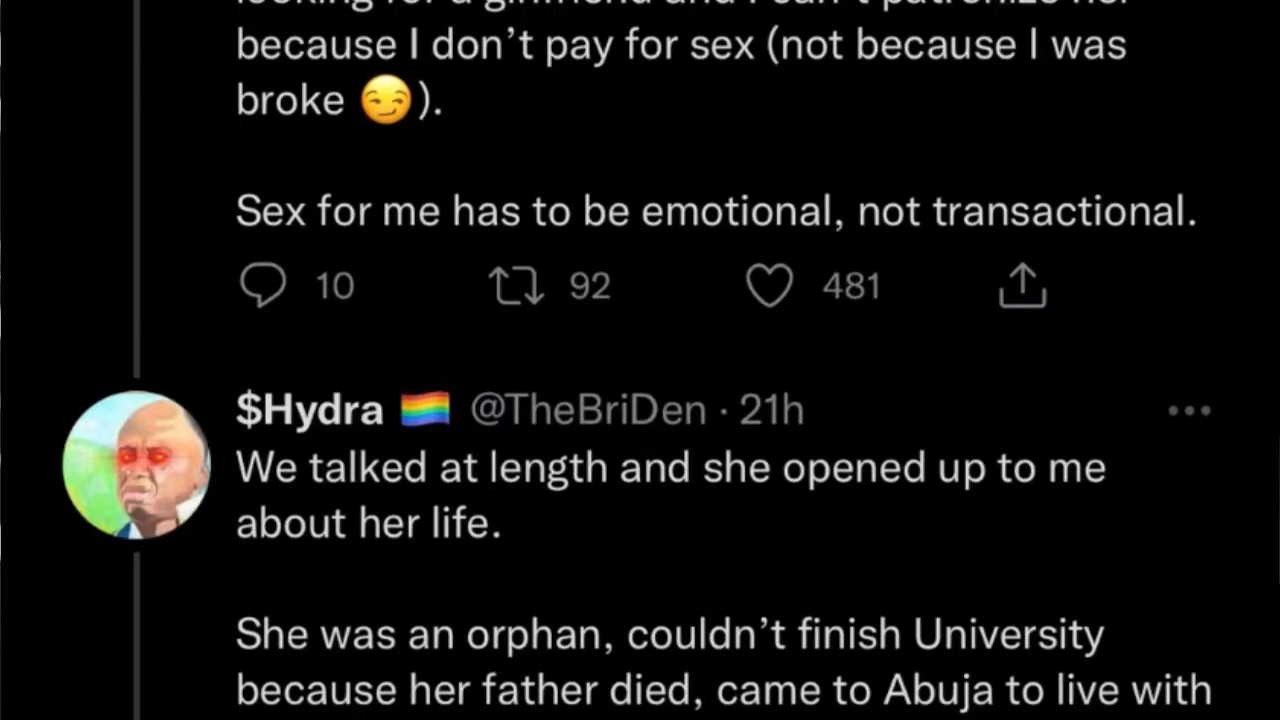 because I don’t pay for sex (not because I was
broke 😏).
Sex for me has to be emotional, not transactional.
10 92 481
$Hydra 🏳️‍🌈 @TheBriDen · 21h
We talked at length and she opened up to me
about her life.
She was an orphan, couldn’t finish University
because her father died, came to Abuja to live with